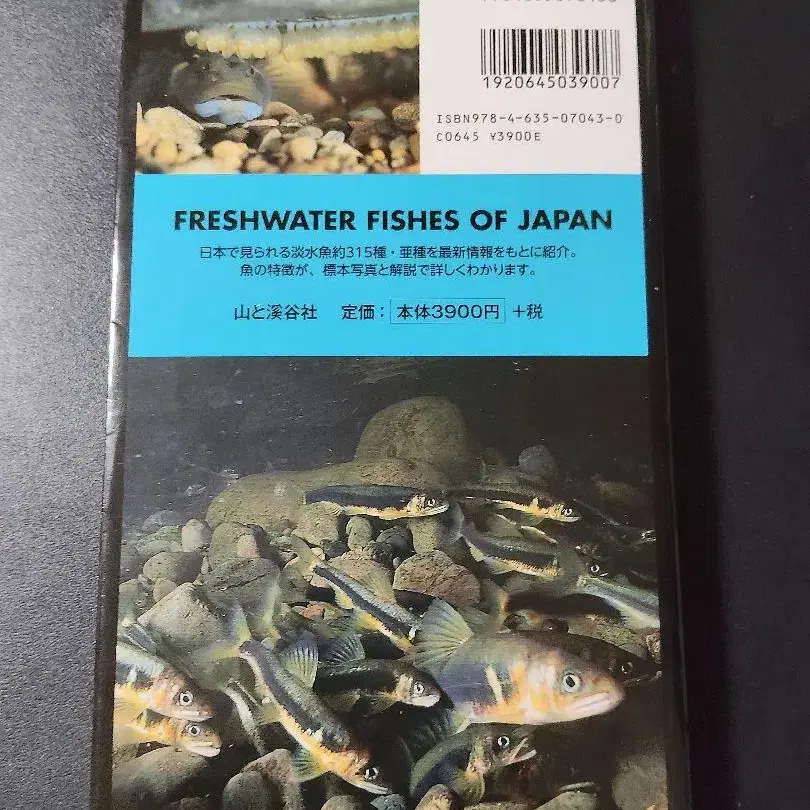 1920645039007
ISBN978-4-635-07043-0
C0645 ¥3900E
FRESHWATER FISHES OF JAPAN
日本で見られる淡水魚約315種・亜種を最新情報をもとに紹介。
魚の特徴が、標本写真と解説で詳しくわかります。
山と溪谷社 定価：本体3900円+税